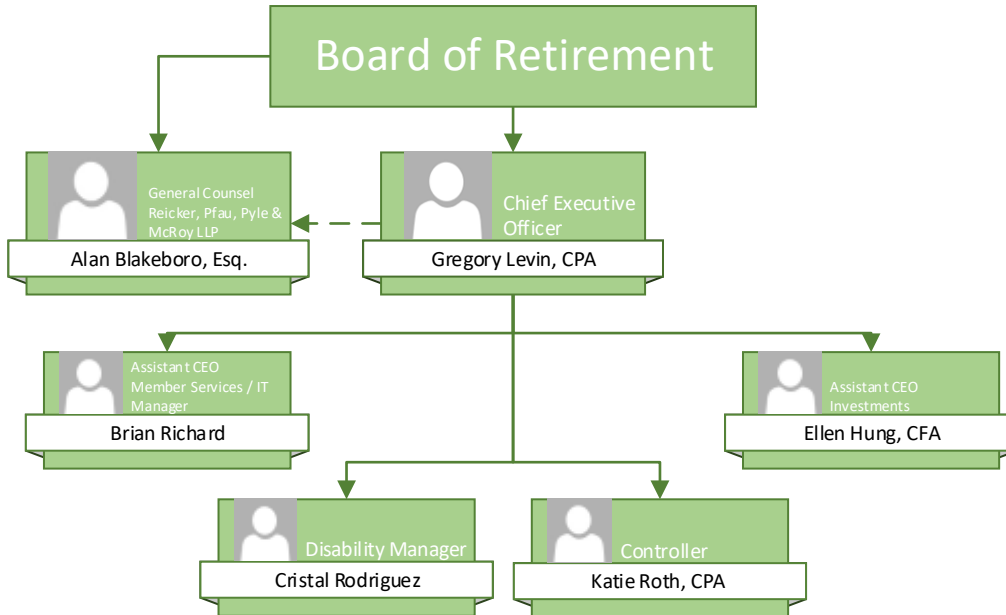 Board of Retirement
General Counsel
Reicker, Pfau, Pyle &
McRoy LLP
Alan Blakeboro, Esq.
Chief Executive
Officer
Gregory Levin, CPA
Assistant CEO
Member Services / IT
Manager
Brian Richard
Assistant CEO
Investments
Ellen Hung, CFA
Disability Manager
Cristal Rodriguez
Controller
Katie Roth, CPA